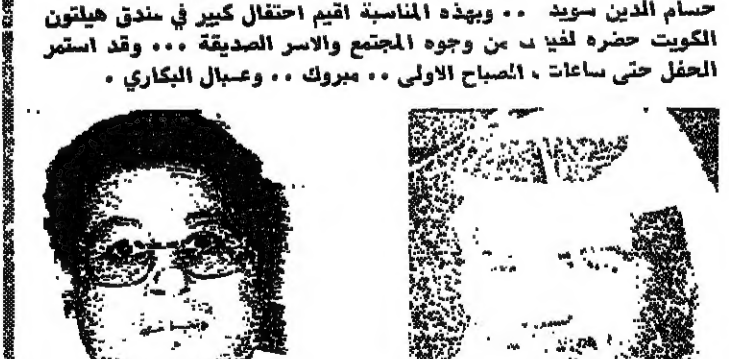 حسام الدين سويد .. وبهذه المناسبة اقيم احتفال كبير في فندق هيلتون
الكويت حضره لفيف من وجوه المجتمع والاسر الصديقة ... وقد استمر
الحفل حتى ساعات الصباح الاولى .. مبروك .. وعقبال البكاري .